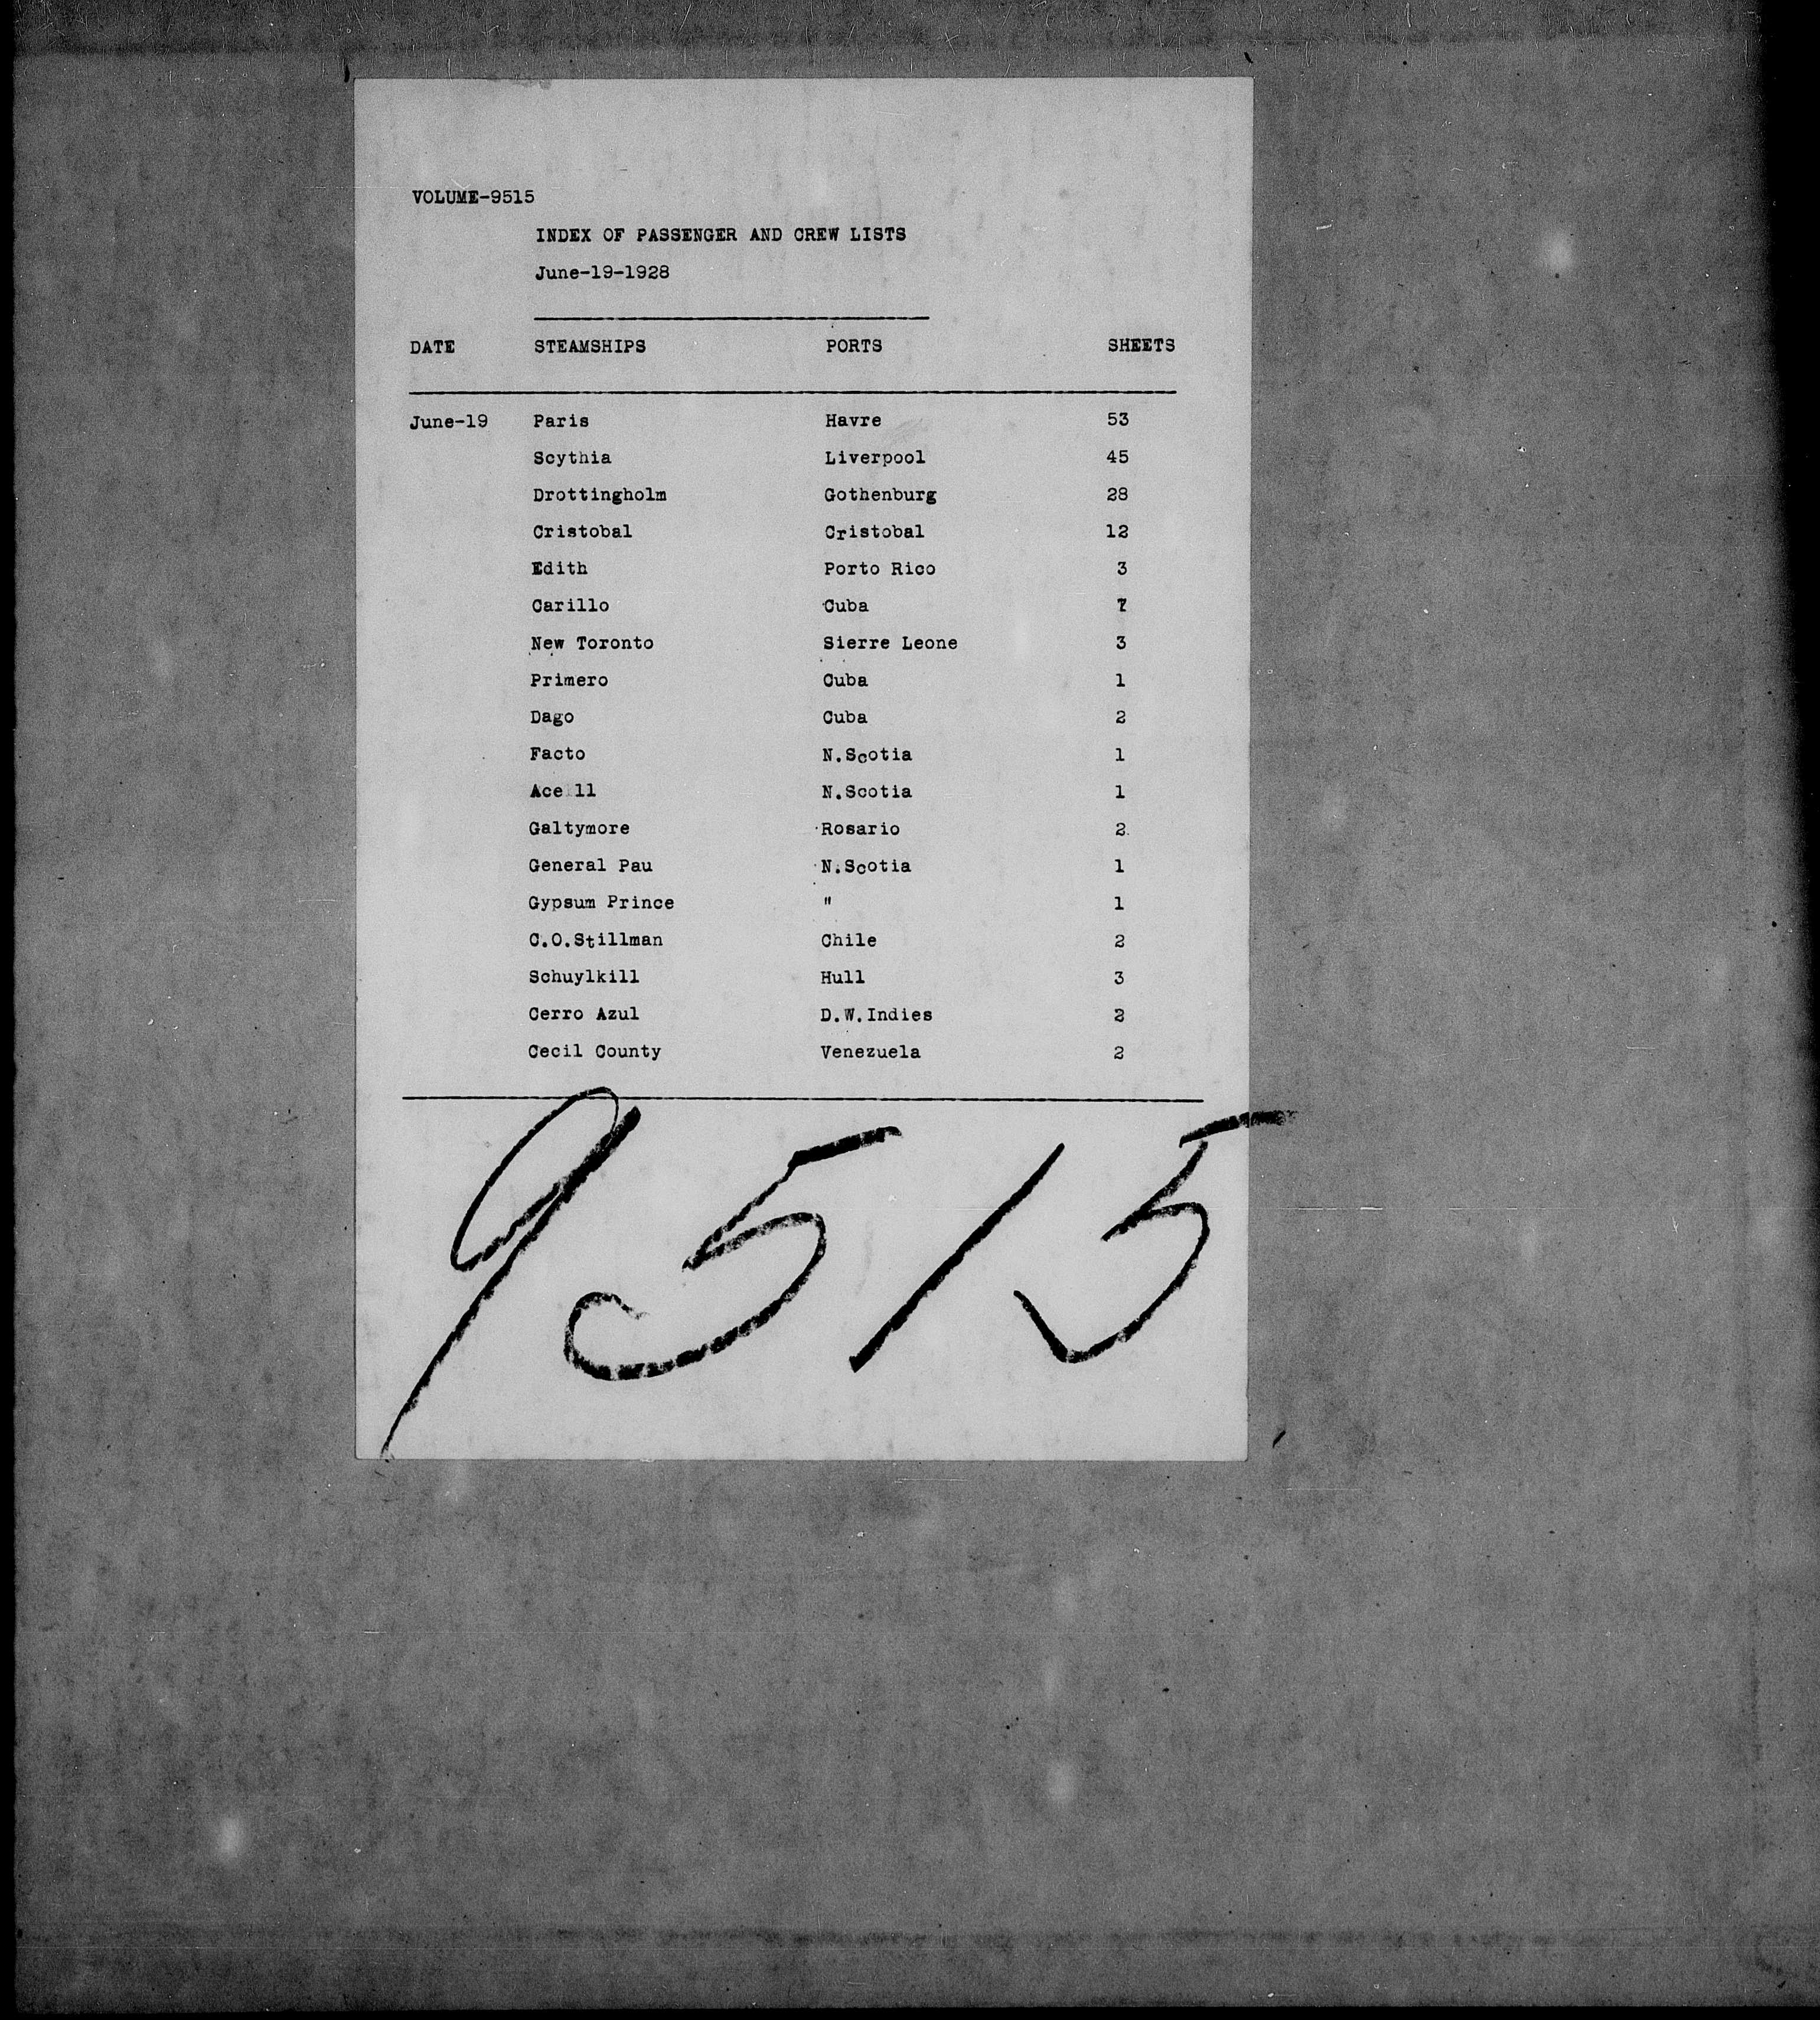 VOLUME-9515
INDEX OF PASSENGER AND CREW LISTS
June-19-1928
DATE STEAMSHIPS PORTS SHEETS
June-19 Paris Havre 53
Scythia Liverpool 45
Drottingholm Gothenburg 28
Cristobal Cristobal 12
Edith Porto Rico 3
Carillo Cuba 7
New Toronto Sierre Leone 3
Primero Cuba 1
Dago Cuba 2
Facto N.Scotia 1
Ace ll N.Scotia 1
Galtymore Rosario 2
General Pau N.Scotia 1
Gypsum Prince " 1
C.O.Stillman Chile 2
Schuylkill Hull 3
Cerro Azul D.W.Indies 2
Cecil County Venezuela 2
9515